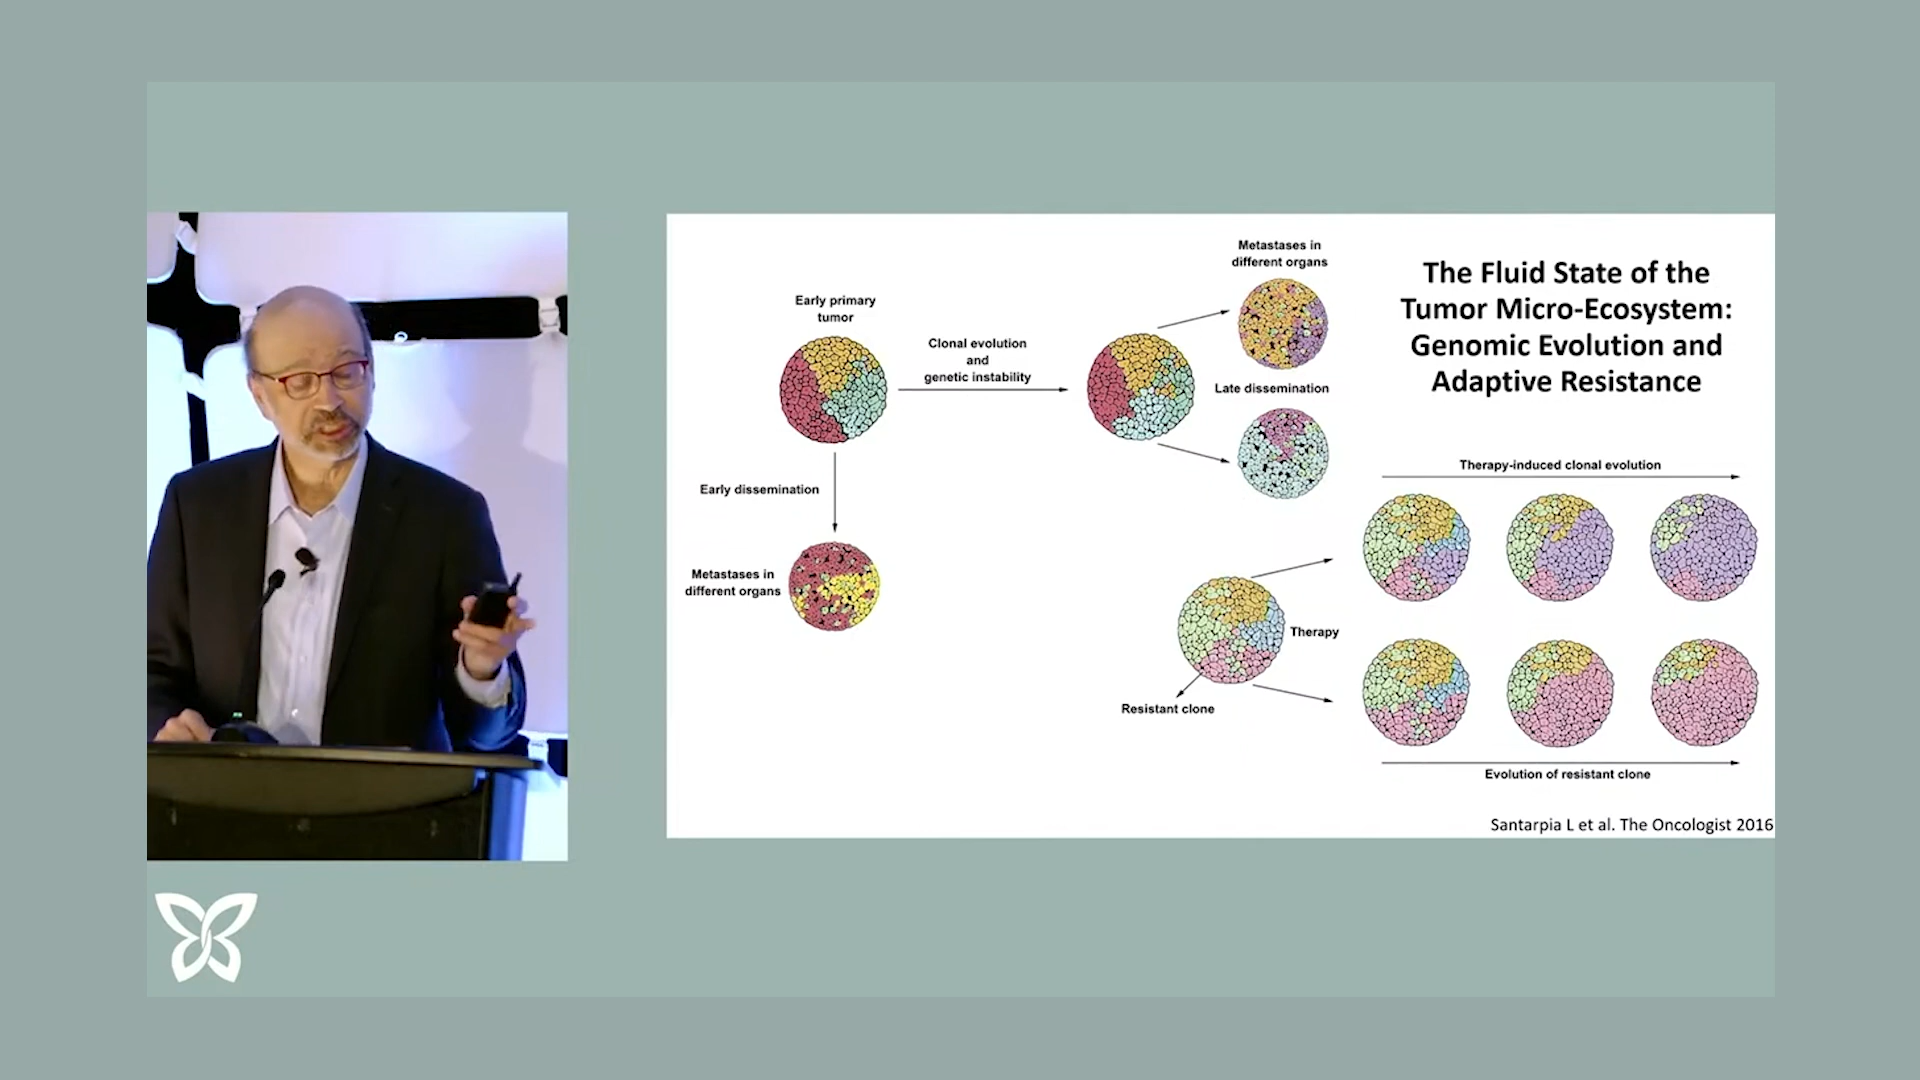 Early primary
tumor
Clonal evolution
and
genetic instability
Metastases in
different organs
Late dissemination
Early dissemination
Metastases in
different organs
The Fluid State of the
Tumor Micro-Ecosystem:
Genomic Evolution and
Adaptive Resistance
Therapy-induced clonal evolution
Therapy
Resistant clone
Evolution of resistant clone
Santarpia L et al. The Oncologist 2016